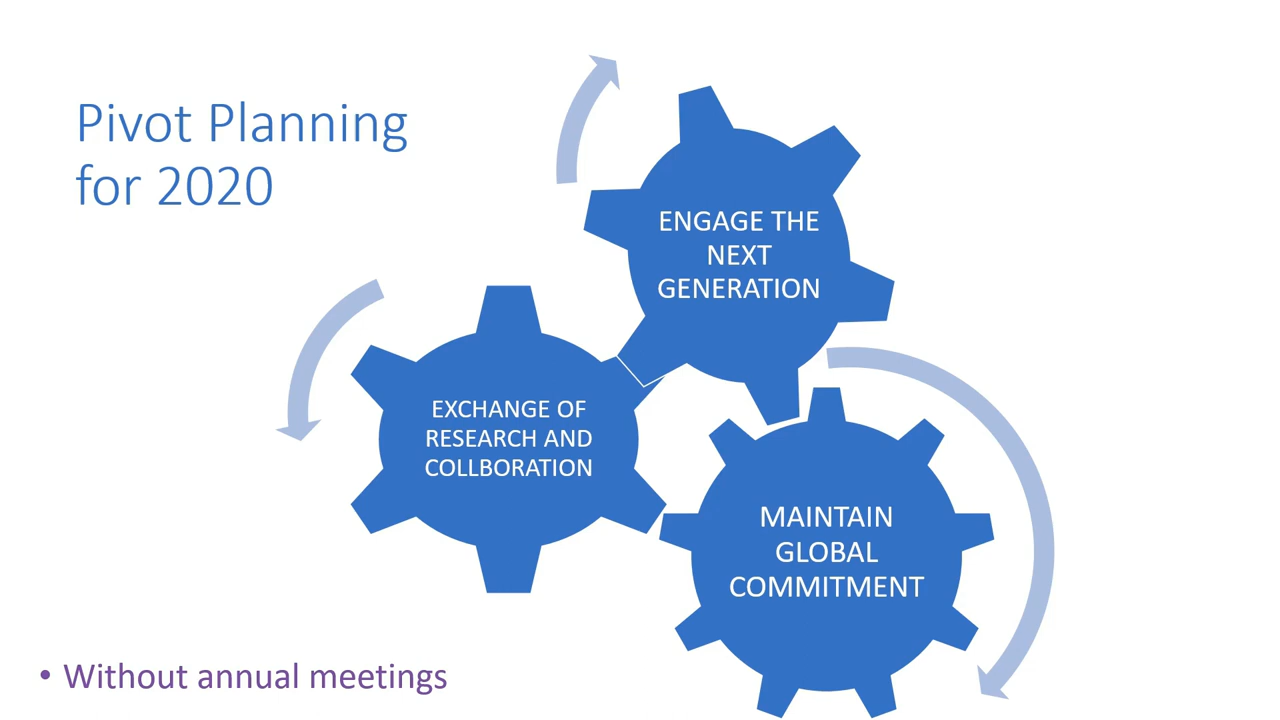 Pivot Planning
for 2020
ENGAGE THE
NEXT
GENERATION
EXCHANGE OF
RESEARCH AND
COLLBORATION
MAINTAIN
GLOBAL
COMMITMENT
• Without annual meetings